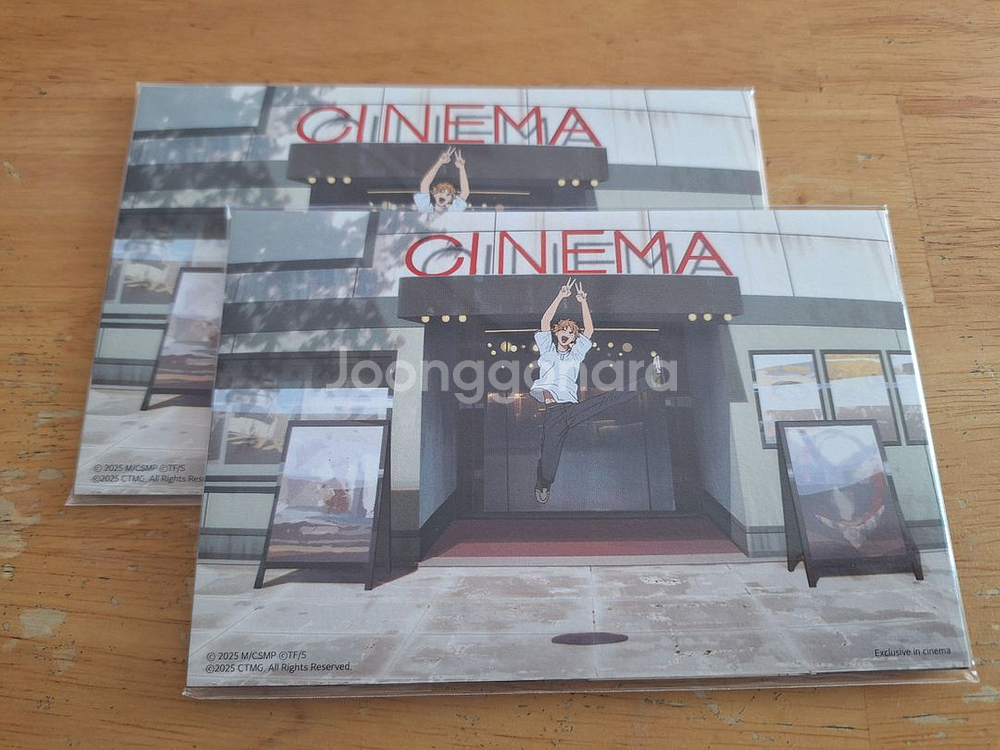 CINEMA
© 2025 M/CSMP ©TF/S
©2025 CTMG. All Rights Res
CINEMA
Joonggonara
© 2025 M/CSMP ©TF/S
©2025 CTMG. All Rights Reserved.
Exclusive in cinema